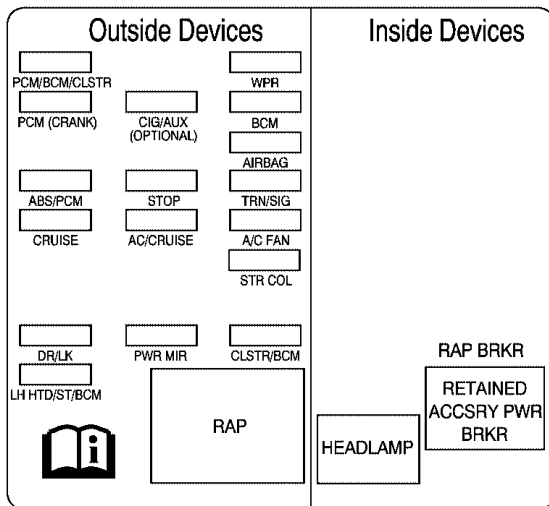 Outside Devices
Inside Devices
PCM/BCM/CLSTR
WPR
PCM (CRANK)
CIG/AUX
(OPTIONAL)
BCM
AIRBAG
ABS/PCM
STOP
TRN/SIG
CRUISE
AC/CRUISE
A/C FAN
STR COL
DR/LK
PWR MIR
CLSTR/BCM
LH HTD/ST/BCM
RAP
RAP BRKR
RETAINED
ACCSRY PWR
BRKR
HEADLAMP
i